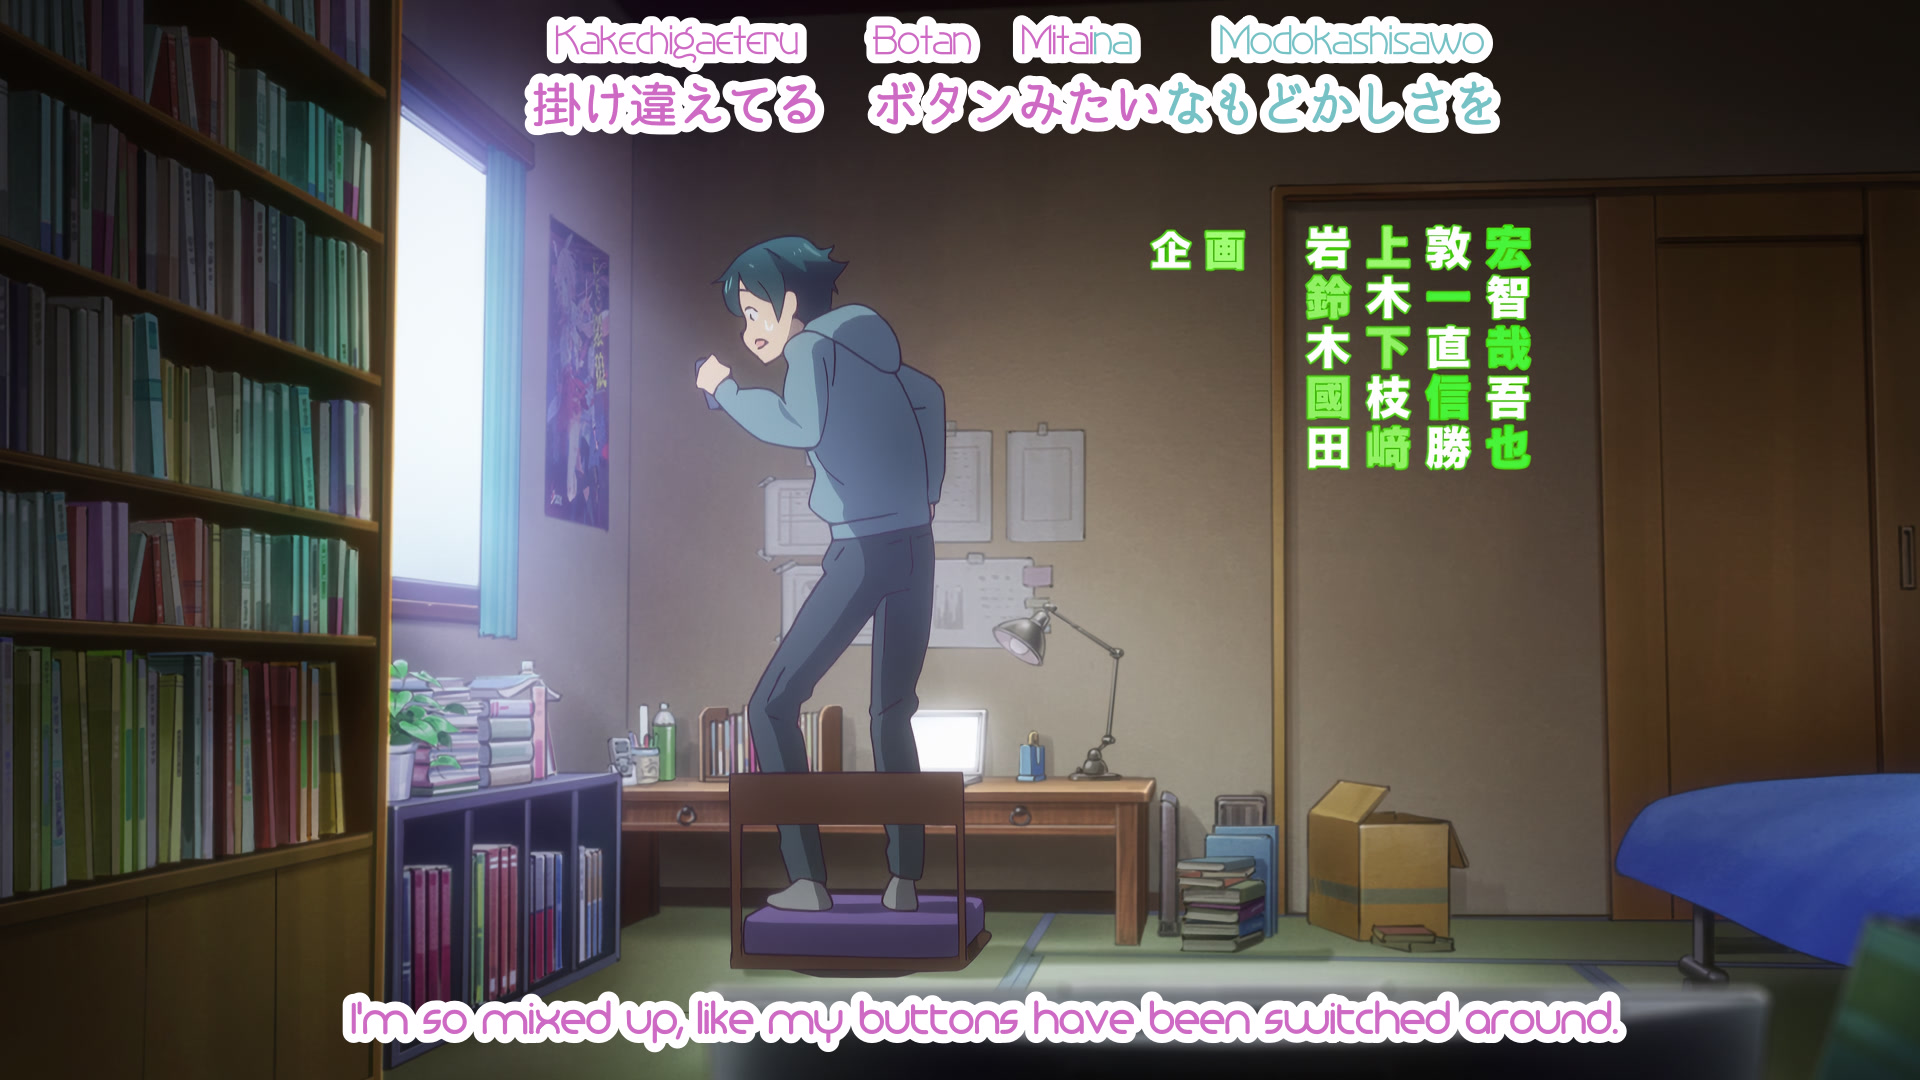 Kakechigaeteru Botan Mitaina Modokashisawo
掛け違えてる ボタンみたいなもどかしさを
企画 岩上敦宏
鈴木一智
木下直哉
國枝信吾
田﨑勝也
I'm so mixed up, like my buttons have been switched around.